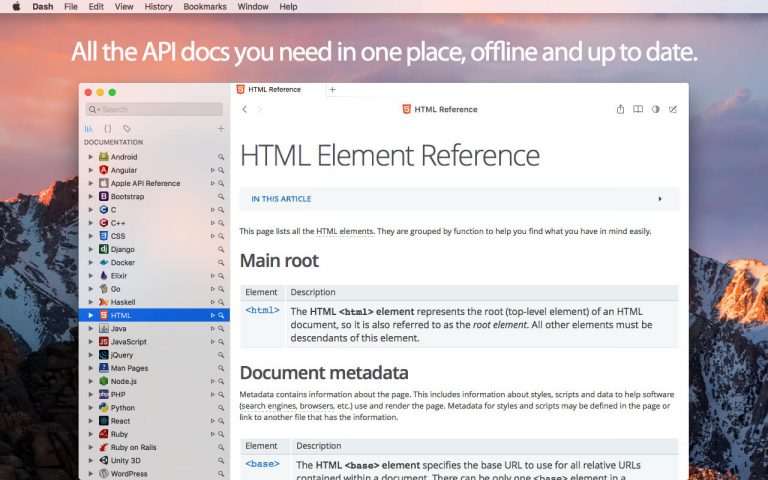 Dash File Edit View History Bookmarks Window Help
All the API docs you need in one place, offline and up to date.
HTML Reference
Search
HTML Reference
DOCUMENTATION
Android
Angular
Apple API Reference
Bootstrap
C
C++
CSS
Django
Docker
Elixir
Go
Haskell
HTML
Java
JavaScript
jQuery
Man Pages
Node.js
PHP
Python
React
Ruby
Ruby on Rails
Unity 3D
WordPress
HTML Element Reference
IN THIS ARTICLE
This page lists all the HTML elements. They are grouped by function to help you find what you have in mind easily.
Main root
Element Description
<html> The HTML <html> element represents the root (top-level element) of an HTML
document, so it is also referred to as the root element. All other elements must be
descendants of this element.
Document metadata
Metadata contains information about the page. This includes information about styles, scripts and data to help software
(search engines, browsers, etc.) use and render the page. Metadata for styles and scripts may be defined in the page or
link to another file that has the information.
Element Description
<base> The HTML <base> element specifies the base URL to use for all relative URLs
contained within a document. There can be only one <base> element in a